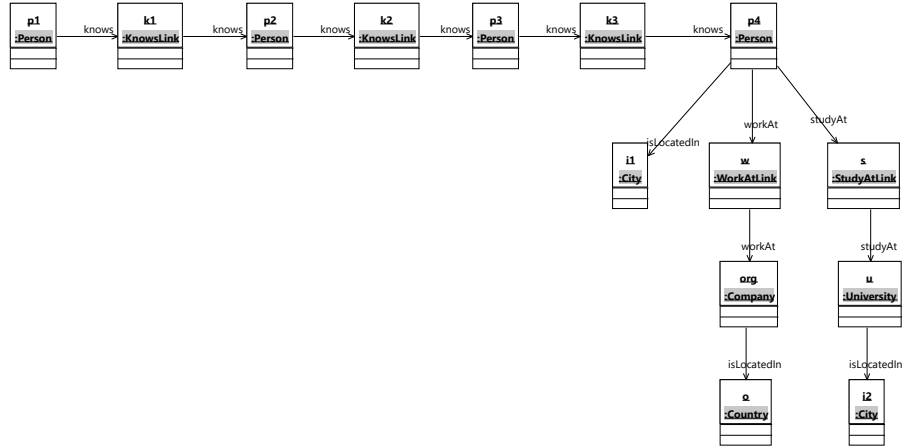 p1
:Person
knows
k1
:KnowsLink
knows
p2
:Person
knows
k2
:KnowsLink
knows
p3
:Person
knows
k3
:KnowsLink
knows
p4
:Person
isLocatedIn
workAt
studyAt
i1
:City
w
:WorkAtLink
s
:StudyAtLink
workAt
studyAt
org
:Company
u
:University
isLocatedIn
isLocatedIn
o
:Country
i2
:City